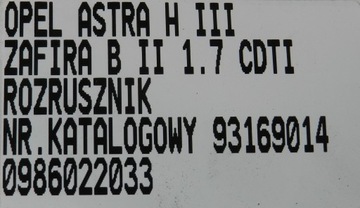 OPEL ASTRA H III
ZAFIRA B II 1.7 CDTI
ROZRUSZNIK
NR.KATALOGOWY 93169014
0986022033